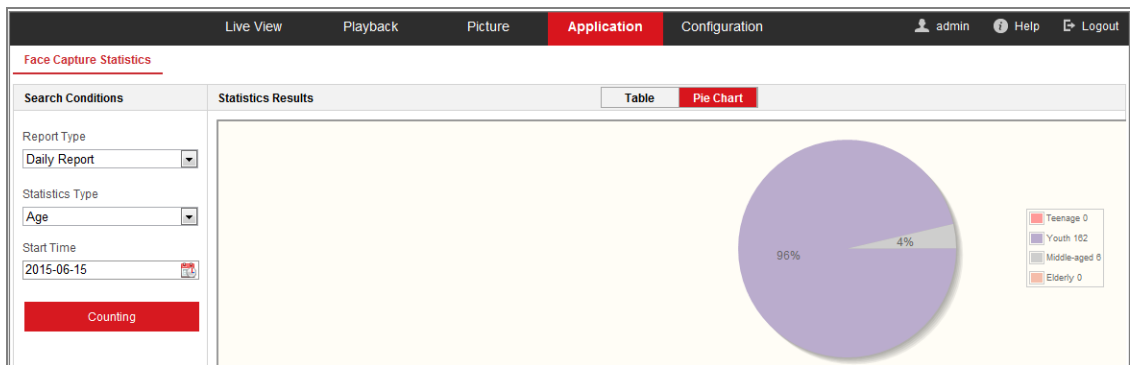 Live View Playback Picture Application Configuration admin Help Logout
Face Capture Statistics
Search Conditions
Statistics Results
Table Pie Chart
Report Type
Daily Report
Statistics Type
Age
Start Time
2015-06-15
Counting
96%
4%
Teenage 0
Youth 162
Middle-aged 6
Elderly 0